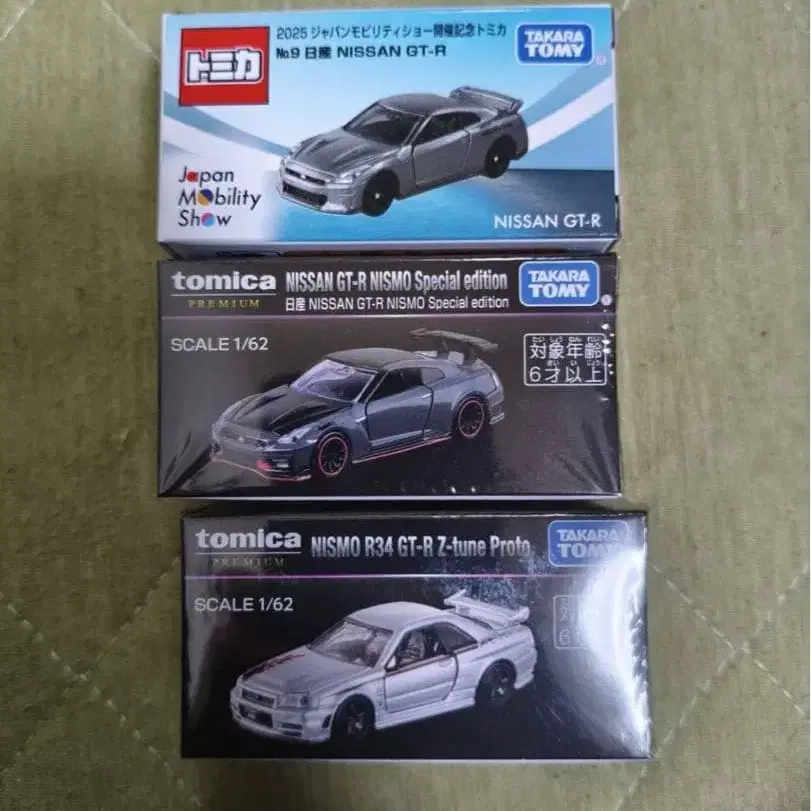 トミカ
2025 ジャパンモビリティショー開催記念トミカ
No.9 日産 NISSAN GT-R
TAKARA
TOMY
Japan
Mobility
Show
NISSAN GT-R
tomica
PREMIUM
NISSAN GT-R NISMO Special edition
日産 NISSAN GT-R NISMO Special edition
TAKARA
TOMY
SCALE 1/62
対象年齢
6才以上
tomica
PREMIUM
NISMO R34 GT-R Z-tune Proto
TAKARA
TOMY
SCALE 1/62